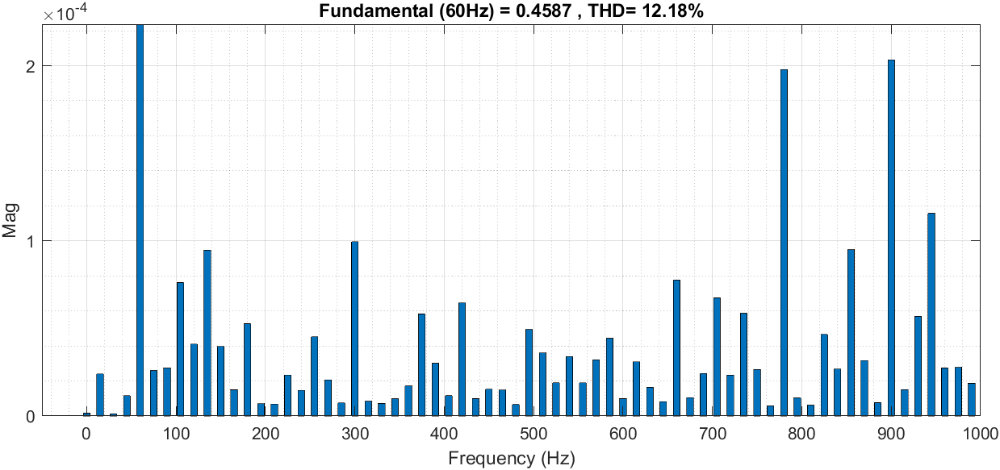 Fundamental (60Hz) = 0.4587 , THD= 12.18%
×10⁻⁴
2
1
0
Mag
0 100 200 300 400 500 600 700 800 900 1000
Frequency (Hz)